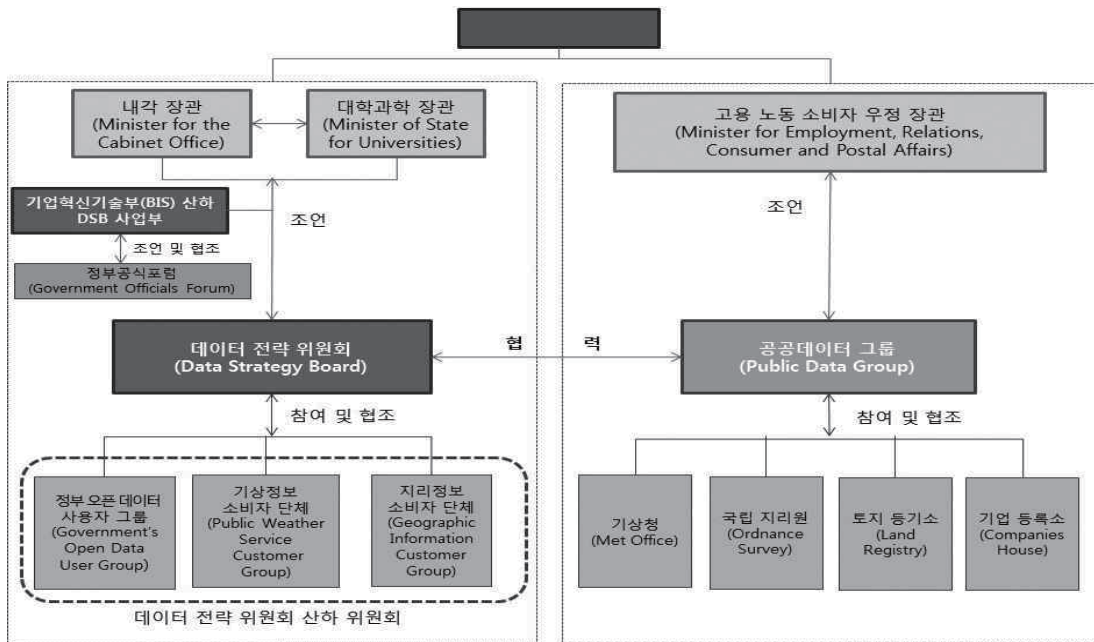 내각 장관
(Minister for the
Cabinet Office)
대학과학 장관
(Minister of State
for Universities)
고용 노동 소비자 우정 장관
(Minister for Employment, Relations,
Consumer and Postal Affairs)
기업혁신기술부(BIS) 산하
DSB 사업부
조언
조언
조언 및 협조
정부공식포럼
(Government Officials Forum)
데이터 전략 위원회
(Data Strategy Board)
협 력
공공데이터 그룹
(Public Data Group)
참여 및 협조
참여 및 협조
정부 오픈 데이터
사용자 그룹
(Government's
Open Data
User Group)
기상정보
소비자 단체
(Public Weather
Service
Customer
Group)
지리정보
소비자 단체
(Geographic
Information
Customer
Group)
기상청
(Met Office)
국립 지리원
(Ordnance
Survey)
토지 등기소
(Land
Registry)
기업 등록소
(Companies
House)
데이터 전략 위원회 산하 위원회